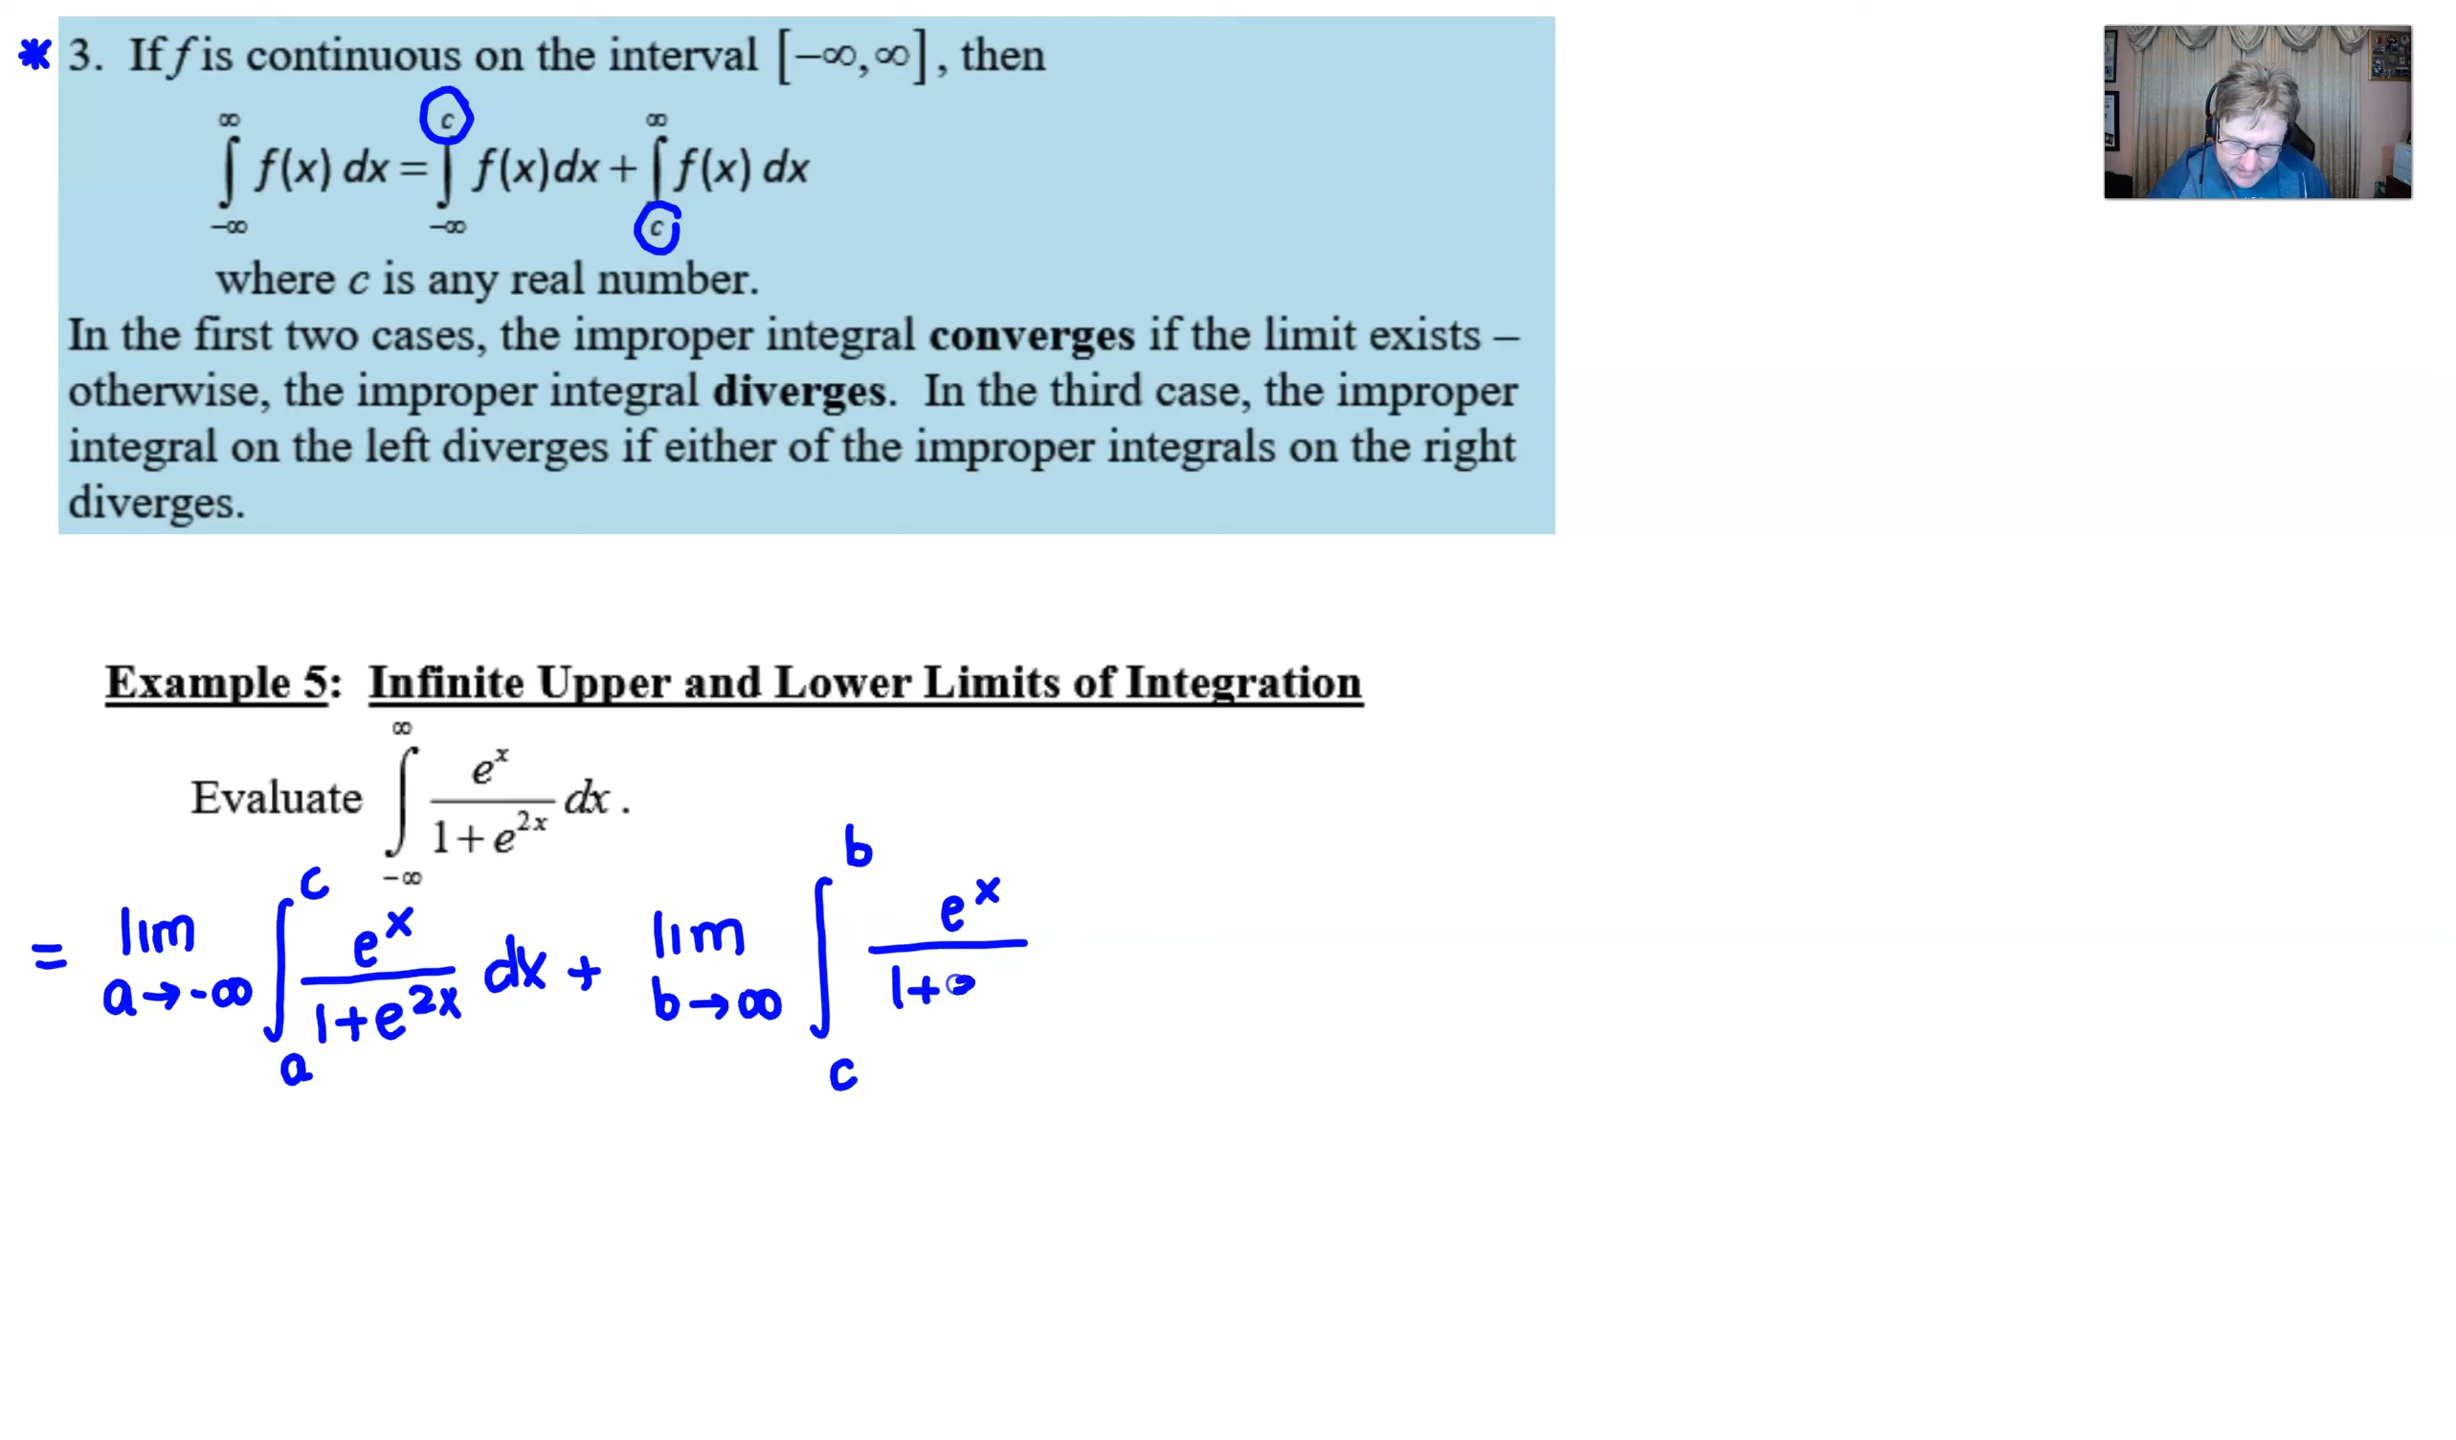 * 3. If f is continuous on the interval [−∞,∞], then
∫_{−∞}^{∞} f(x) dx = ∫_{−∞}^{c} f(x)dx + ∫_{c}^{∞} f(x) dx
where c is any real number.
In the first two cases, the improper integral converges if the limit exists –
otherwise, the improper integral diverges. In the third case, the improper
integral on the left diverges if either of the improper integrals on the right
diverges.
Example 5: Infinite Upper and Lower Limits of Integration
Evaluate ∫_{−∞}^{∞} e^x/(1+e^{2x}) dx .
= lim_{a→-∞} ∫_{a}^{c} e^x/(1+e^{2x}) dx + lim_{b→∞} ∫_{c}^{b} e^x/(1+